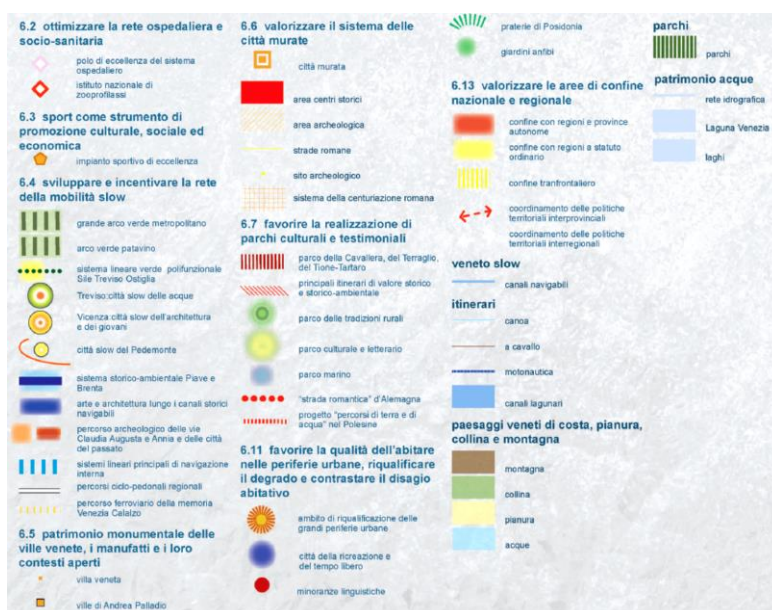 6.2 ottimizzare la rete ospedaliera e
socio-sanitaria
polo di eccellenza del sistema
ospedaliero
istituto nazionale di
zooprofilassi
6.3 sport come strumento di
promozione culturale, sociale ed
economica
impianto sportivo di eccellenza
6.4 sviluppare e incentivare la rete
della mobilità slow
grande arco verde metropolitano
arco verde patavino
sistema lineare verde polifunzionale
Sile Treviso Ostiglia
Treviso:città slow delle acque
Vicenza città slow dell'architettura
e dei giovani
città slow del Pedemonte
sistema storico-ambientale Piave e
Brenta
arte e architettura lungo i canali storici
navigabili
percorso archeologico delle vie
Claudia Augusta e Annia e delle città
del passato
sistemi lineari principali di navigazione
interna
percorsi ciclo-pedonali regionali
percorso ferroviario della memoria
Venezia Calalzo
6.5 patrimonio monumentale delle
ville venete, i manufatti e i loro
contesti aperti
villa veneta
ville di Andrea Palladio
6.6 valorizzare il sistema delle
città murate
città murata
area centri storici
area archeologica
strade romane
sito archeologico
sistema della centuriazione romana
6.7 favorire la realizzazione di
parchi culturali e testimoniali
parco della Cavallera, del Terraglio,
del Tione-Tartaro
principali itinerari di valore storico
e storico-ambientale
parco delle tradizioni rurali
parco culturale e letterario
parco marino
"strada romantica" d'Alemagna
progetto "percorsi di terra e di
acqua" nel Polesine
6.11 favorire la qualità dell'abitare
nelle periferie urbane, riqualificare
il degrado e contrastare il disagio
abitativo
ambito di riqualificazione delle
grandi periferie urbane
città della ricreazione e
del tempo libero
minoranze linguistiche
praterie di Posidonia
giardini anfibi
6.13 valorizzare le aree di confine
nazionale e regionale
confine con regioni e province
autonome
confine con regioni a statuto
ordinario
confine tranfrontaliero
coordinamento delle politiche
territoriali interprovinciali
coordinamento delle politiche
territoriali interregionali
veneto slow
canali navigabili
itinerari
canoa
a cavallo
motonautica
canali lagunari
paesaggi veneti di costa, pianura,
collina e montagna
montagna
collina
pianura
acque
parchi
parchi
patrimonio acque
rete idrografica
Laguna Venezia
laghi